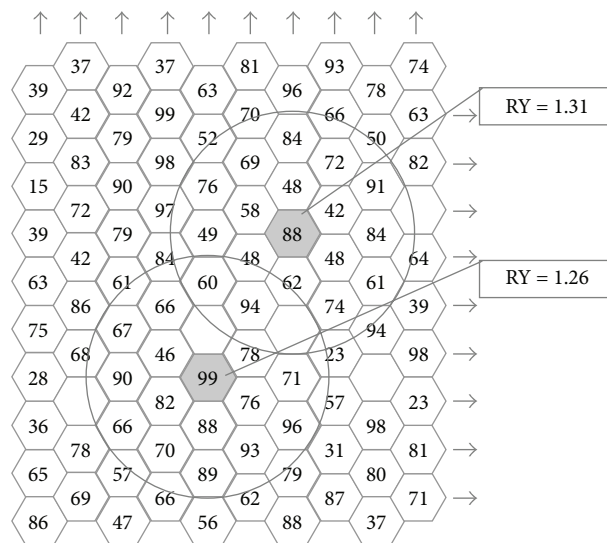 37 37 81 93 74
39 92 63 96 78
RY = 1.31
42 99 70 66 63
29 79 52 84 50
83 98 69 72 82
15 90 76 48 91
72 97 58 42
39 79 49 88 84
42 84 48 48 64
RY = 1.26
63 61 60 62 61
86 66 94 74 39
75 67 94
68 46 78 23 98
28 90 99 71
82 76 57 23
36 66 88 96 98
78 70 93 31 81
65 57 89 79 80
69 66 62 87 71
86 47 56 88 37